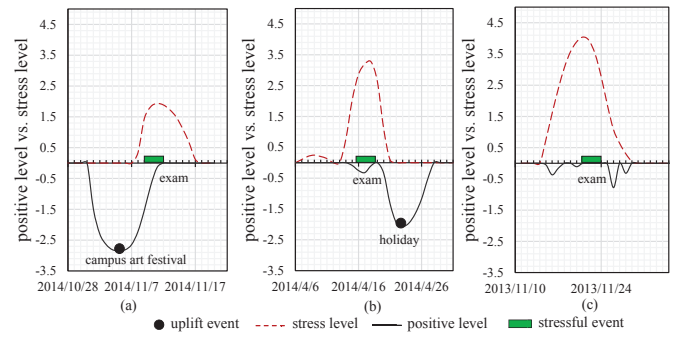 positive level vs. stress level
4.5
3.5
2.5
1.5
0.5
-0.5
-1.5
-2.5
-3.5
exam
campus art festival
2014/10/28 2014/11/7 2014/11/17
(a)
positive level vs. stress level
4.5
3.5
2.5
1.5
0.5
-0.5
-1.5
-2.5
-3.5
exam
holiday
2014/4/6 2014/4/16 2014/4/26
(b)
positive level vs. stress level
4.5
3.5
2.5
1.5
0.5
-0.5
-1.5
-2.5
-3.5
exam
2013/11/10 2013/11/24
(c)
uplift event stress level positive level stressful event